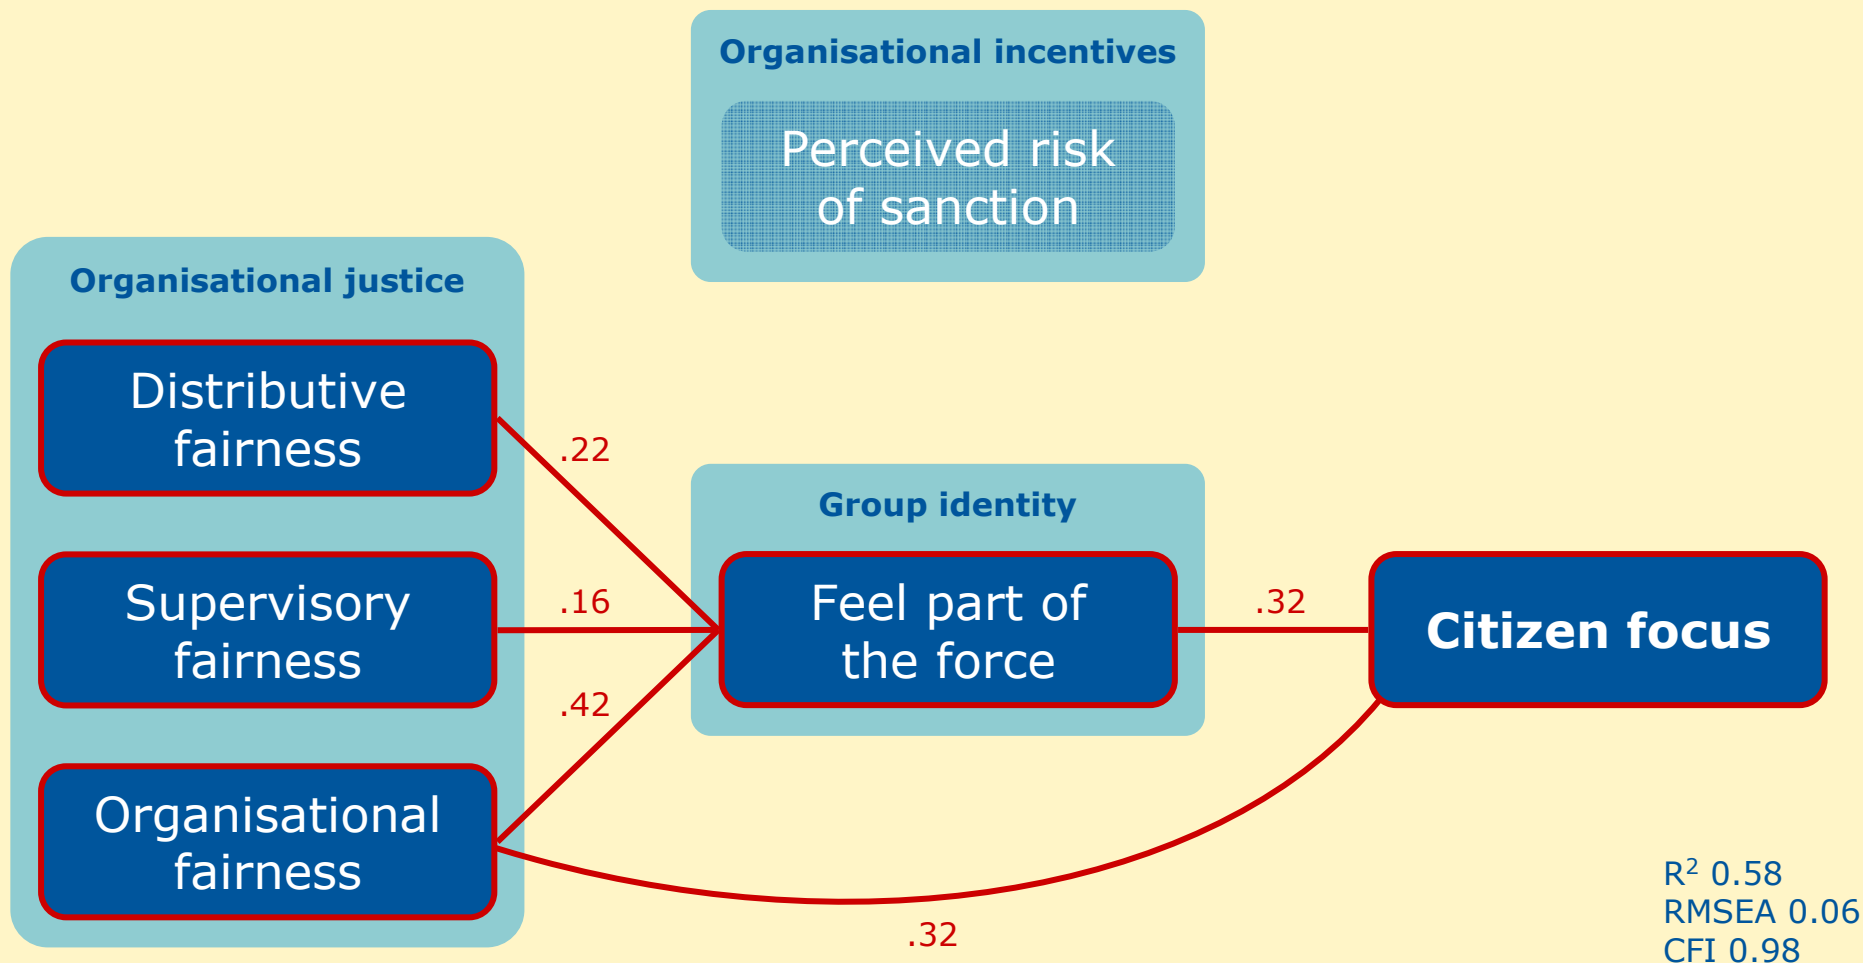 Organisational incentives
Perceived risk
of sanction
Organisational justice
Distributive
fairness
.22
Group identity
Supervisory
fairness
.16
Feel part of
the force
.32
Citizen focus
.42
Organisational
fairness
.32
R² 0.58
RMSEA 0.06
CFI 0.98